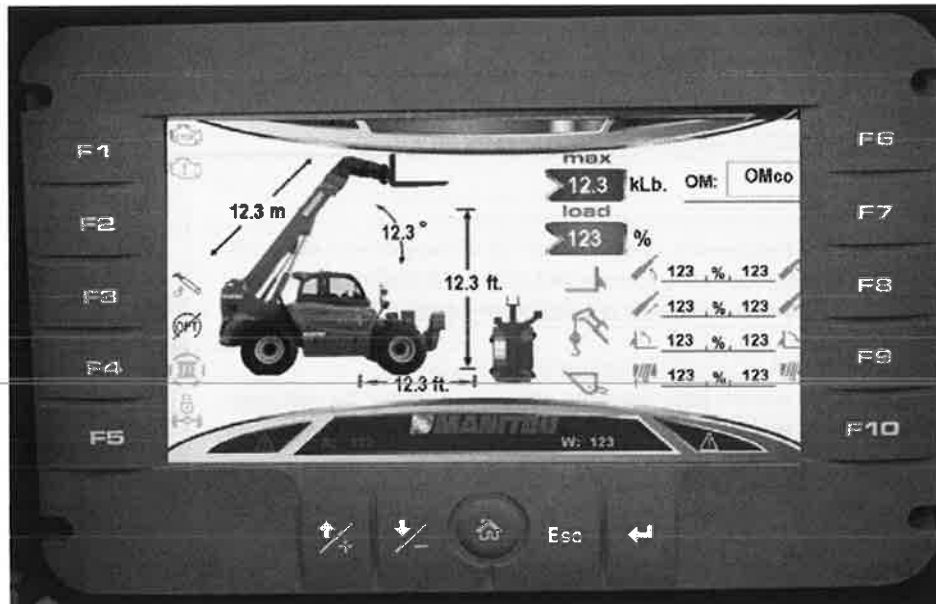 F1
F2
F3
F4
F5
max
12.3 kLb.
OM: OMco
load
123 %
12.3 m
12.3 °
12.3 ft.
12.3 ft.
123 % 123
123 % 123
123 % 123
123 % 123
OPT
MANITOU
W: 123
F6
F7
F8
F9
F10
+
−
Esc